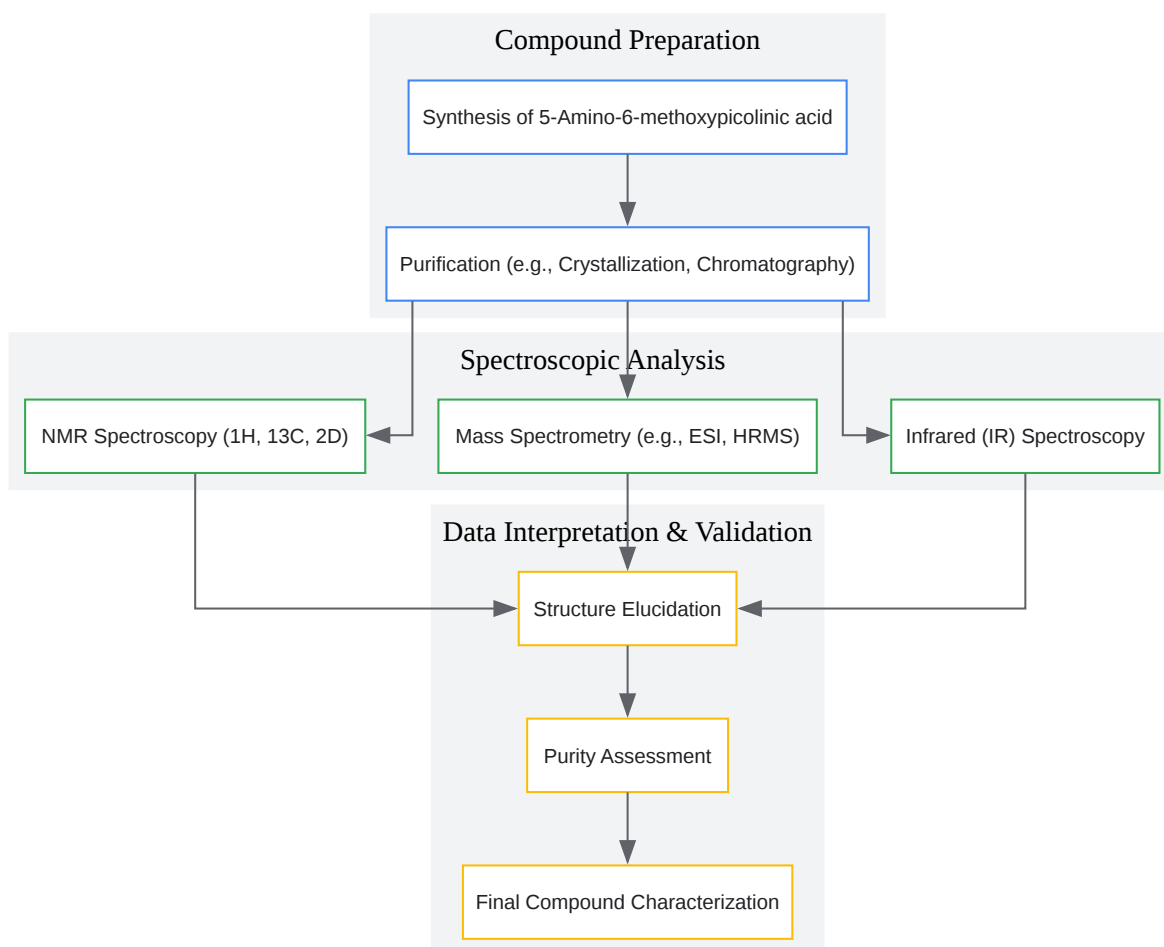 Compound Preparation
Synthesis of 5-Amino-6-methoxypicolinic acid
Purification (e.g., Crystallization, Chromatography)
Spectroscopic Analysis
NMR Spectroscopy (1H, 13C, 2D)
Mass Spectrometry (e.g., ESI, HRMS)
Infrared (IR) Spectroscopy
Data Interpretation & Validation
Structure Elucidation
Purity Assessment
Final Compound Characterization